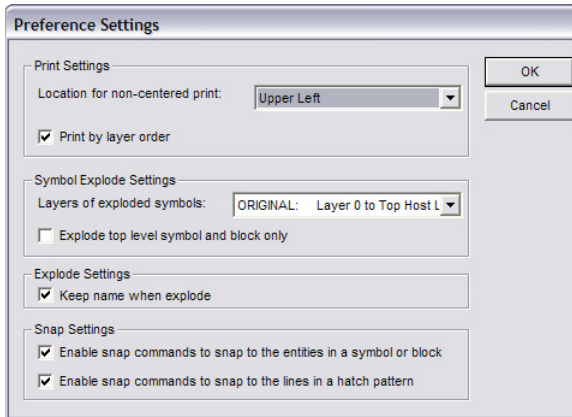 Preference Settings
Print Settings
Location for non-centered print: Upper Left
Print by layer order
Symbol Explode Settings
Layers of exploded symbols: ORIGINAL: Layer 0 to Top Host L
Explode top level symbol and block only
Explode Settings
Keep name when explode
Snap Settings
Enable snap commands to snap to the entities in a symbol or block
Enable snap commands to snap to the lines in a hatch pattern
OK
Cancel